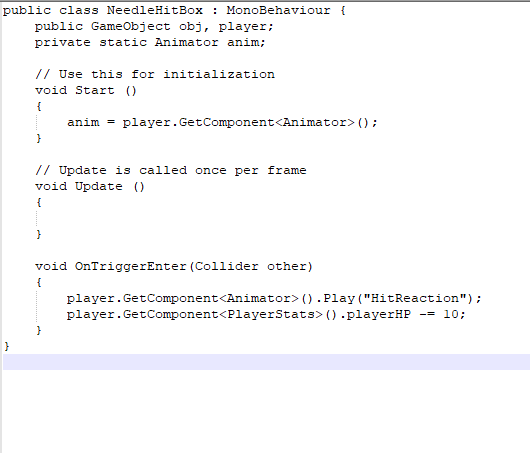 public class NeedleHitBox : MonoBehaviour {
    public GameObject obj, player;
    private static Animator anim;

    // Use this for initialization
    void Start ()
    {
        anim = player.GetComponent<Animator>();
    }

    // Update is called once per frame
    void Update ()
    {

    }

    void OnTriggerEnter(Collider other)
    {
        player.GetComponent<Animator>().Play("HitReaction");
        player.GetComponent<PlayerStats>().playerHP -= 10;
    }
}